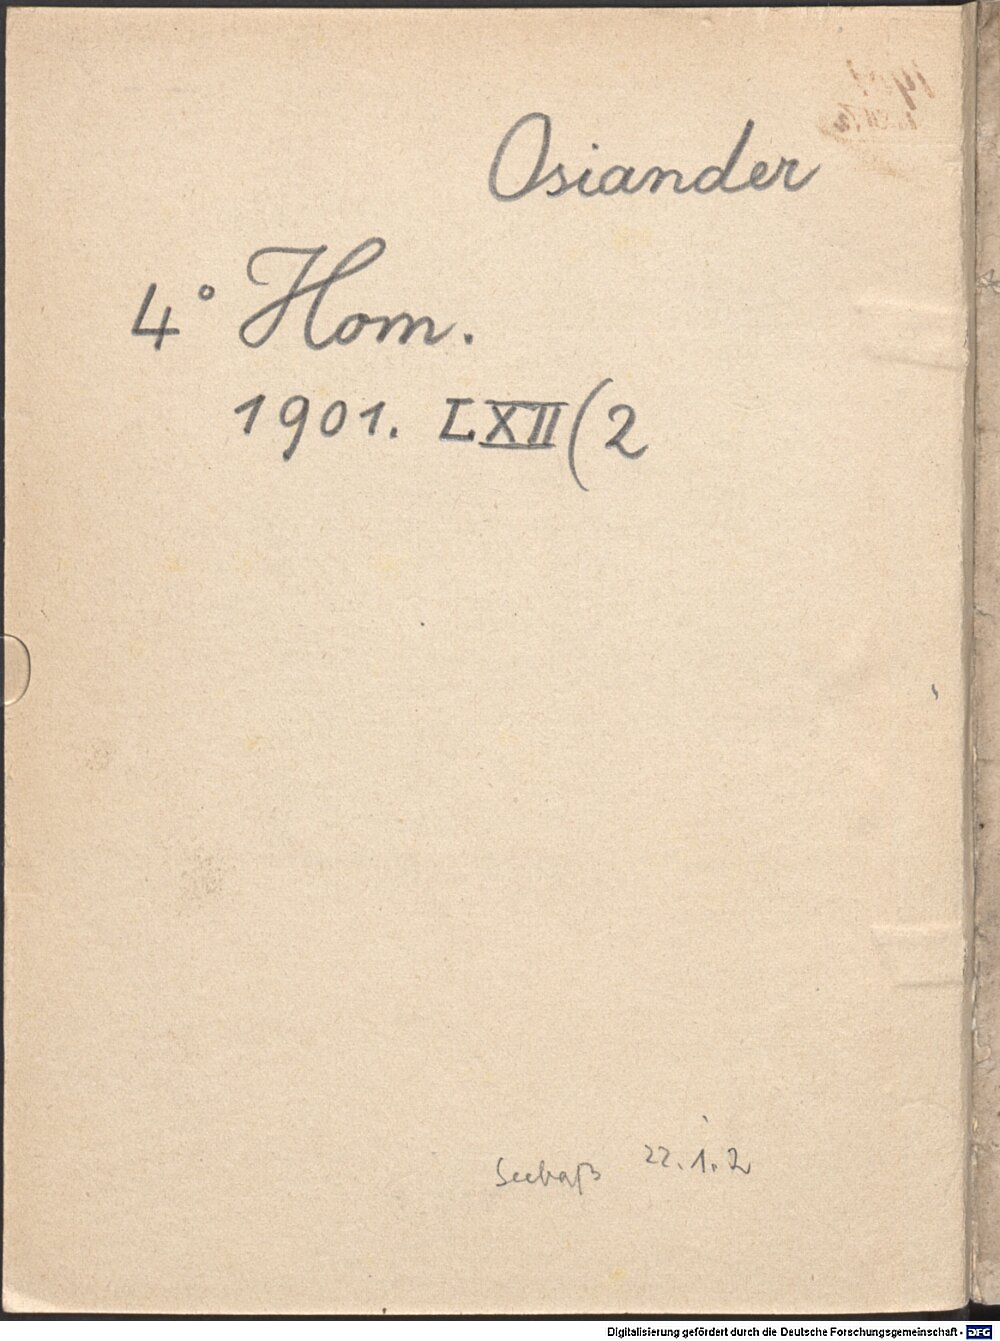 Osiander
4° Hom.
1901. LXII(2
Seebaß 22.1.2
Digitalisierung gefördert durch die Deutsche Forschungsgemeinschaft - DFG